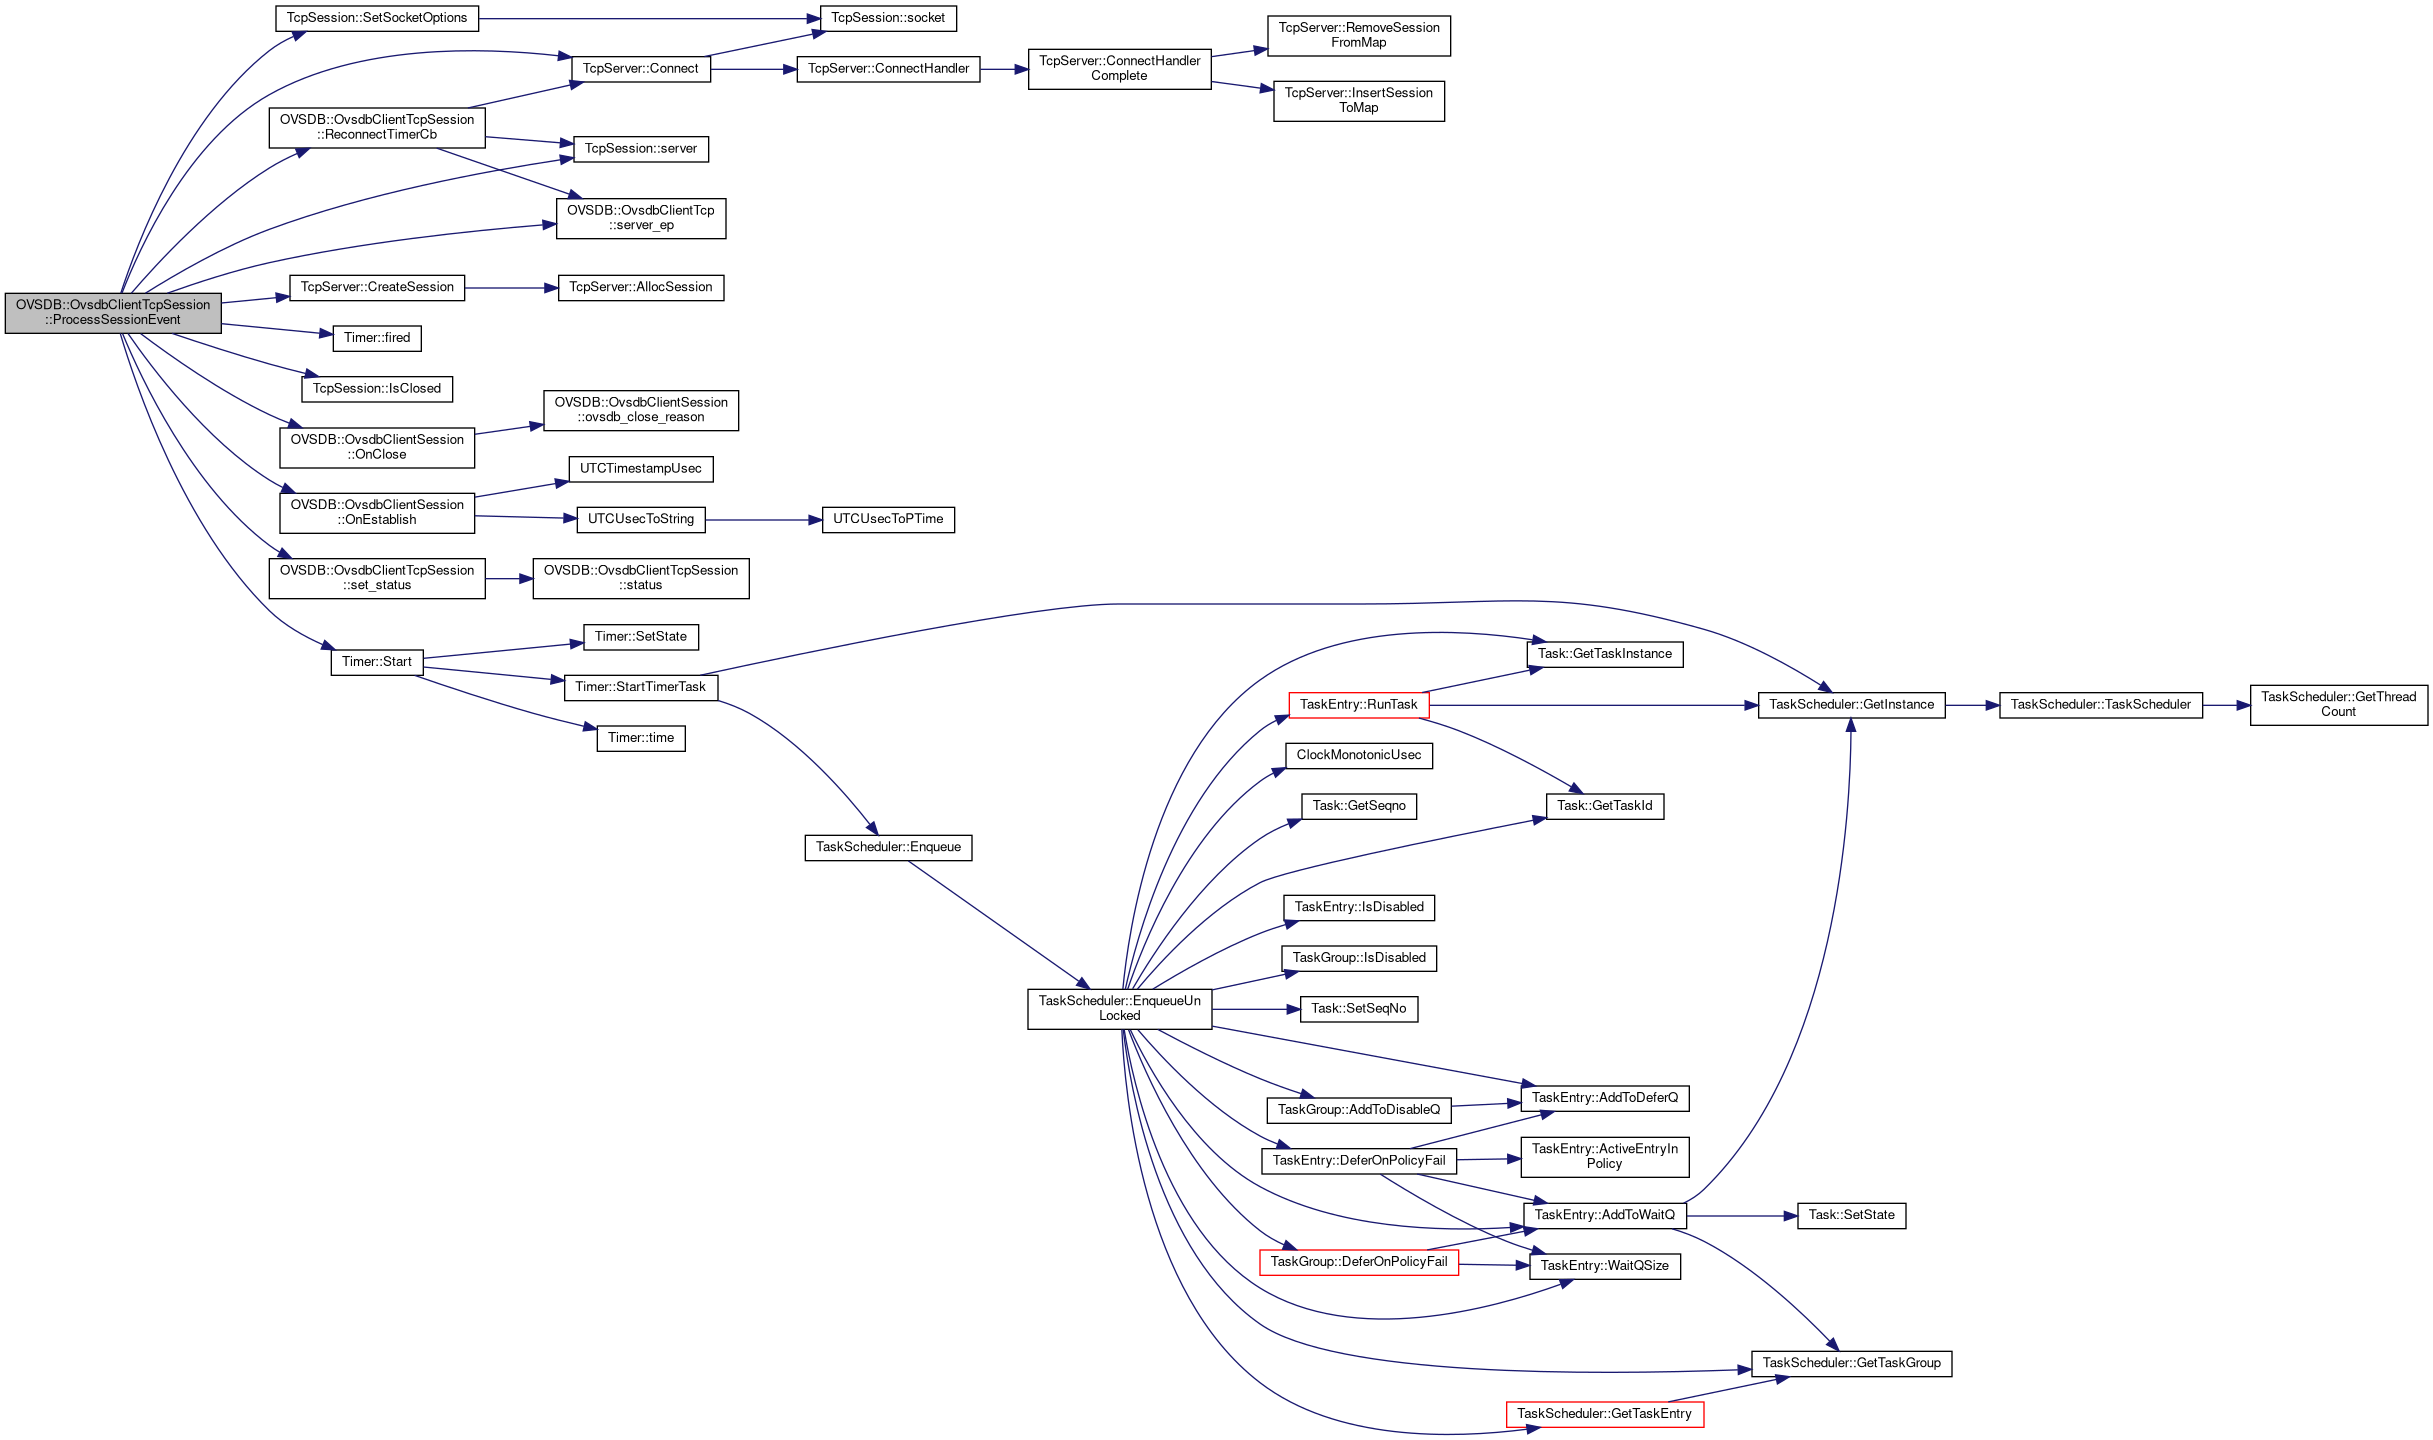 OVSDB::OvsdbClientTcpSession
::ProcessSessionEvent
TcpSession::SetSocketOptions
TcpSession::socket
TcpServer::Connect
TcpServer::ConnectHandler
TcpServer::ConnectHandler
Complete
TcpServer::RemoveSession
FromMap
TcpServer::InsertSession
ToMap
OVSDB::OvsdbClientTcpSession
::ReconnectTimerCb
TcpSession::server
OVSDB::OvsdbClientTcp
::server_ep
TcpServer::CreateSession
TcpServer::AllocSession
Timer::fired
TcpSession::IsClosed
OVSDB::OvsdbClientSession
::OnClose
OVSDB::OvsdbClientSession
::ovsdb_close_reason
OVSDB::OvsdbClientSession
::OnEstablish
UTCTimestampUsec
UTCUsecToString
UTCUsecToPTime
OVSDB::OvsdbClientTcpSession
::set_status
OVSDB::OvsdbClientTcpSession
::status
Timer::Start
Timer::SetState
Timer::StartTimerTask
Timer::time
TaskScheduler::Enqueue
TaskScheduler::EnqueueUn
Locked
Task::GetTaskInstance
TaskEntry::RunTask
TaskScheduler::GetInstance
TaskScheduler::TaskScheduler
TaskScheduler::GetThread
Count
ClockMonotonicUsec
Task::GetSeqno
Task::GetTaskId
TaskEntry::IsDisabled
TaskGroup::IsDisabled
Task::SetSeqNo
TaskGroup::AddToDisableQ
TaskEntry::AddToDeferQ
TaskEntry::DeferOnPolicyFail
TaskEntry::ActiveEntryIn
Policy
TaskEntry::AddToWaitQ
Task::SetState
TaskGroup::DeferOnPolicyFail
TaskEntry::WaitQSize
TaskScheduler::GetTaskGroup
TaskScheduler::GetTaskEntry